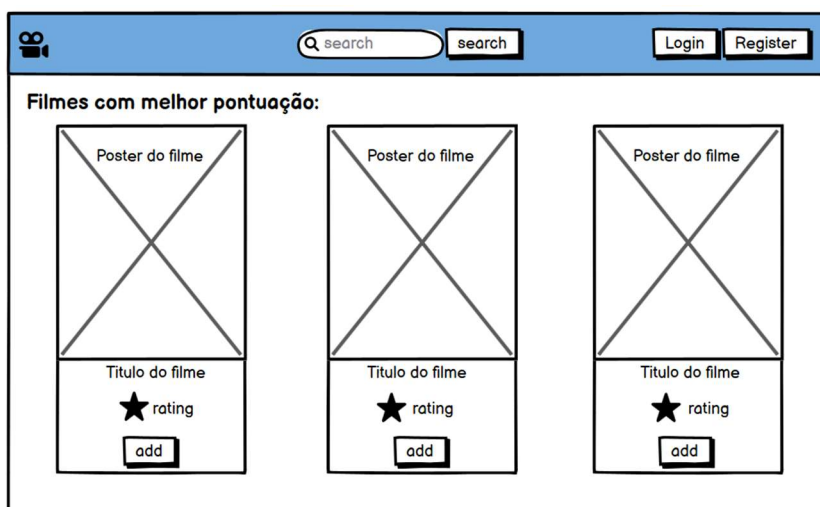 search search Login Register
Filmes com melhor pontuação:
Poster do filme Poster do filme Poster do filme
Titulo do filme Titulo do filme Titulo do filme
rating rating rating
add add add